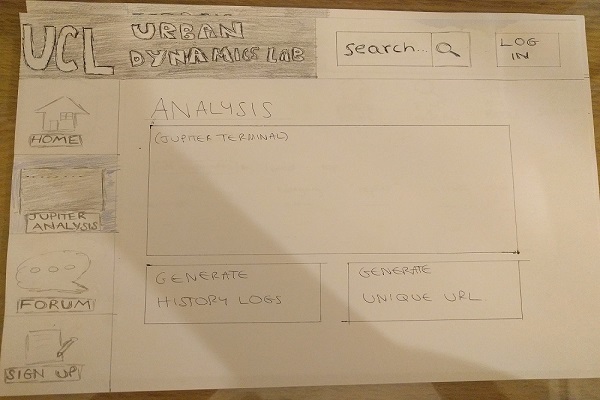 UCL
URBAN
DYNAMICS LAB
search...
LOG
IN
HOME
JUPITER
ANALYSIS
FORUM
SIGN UP
ANALYSIS
(JUPITER TERMINAL)
GENERATE
HISTORY LOGS
GENERATE
UNIQUE URL